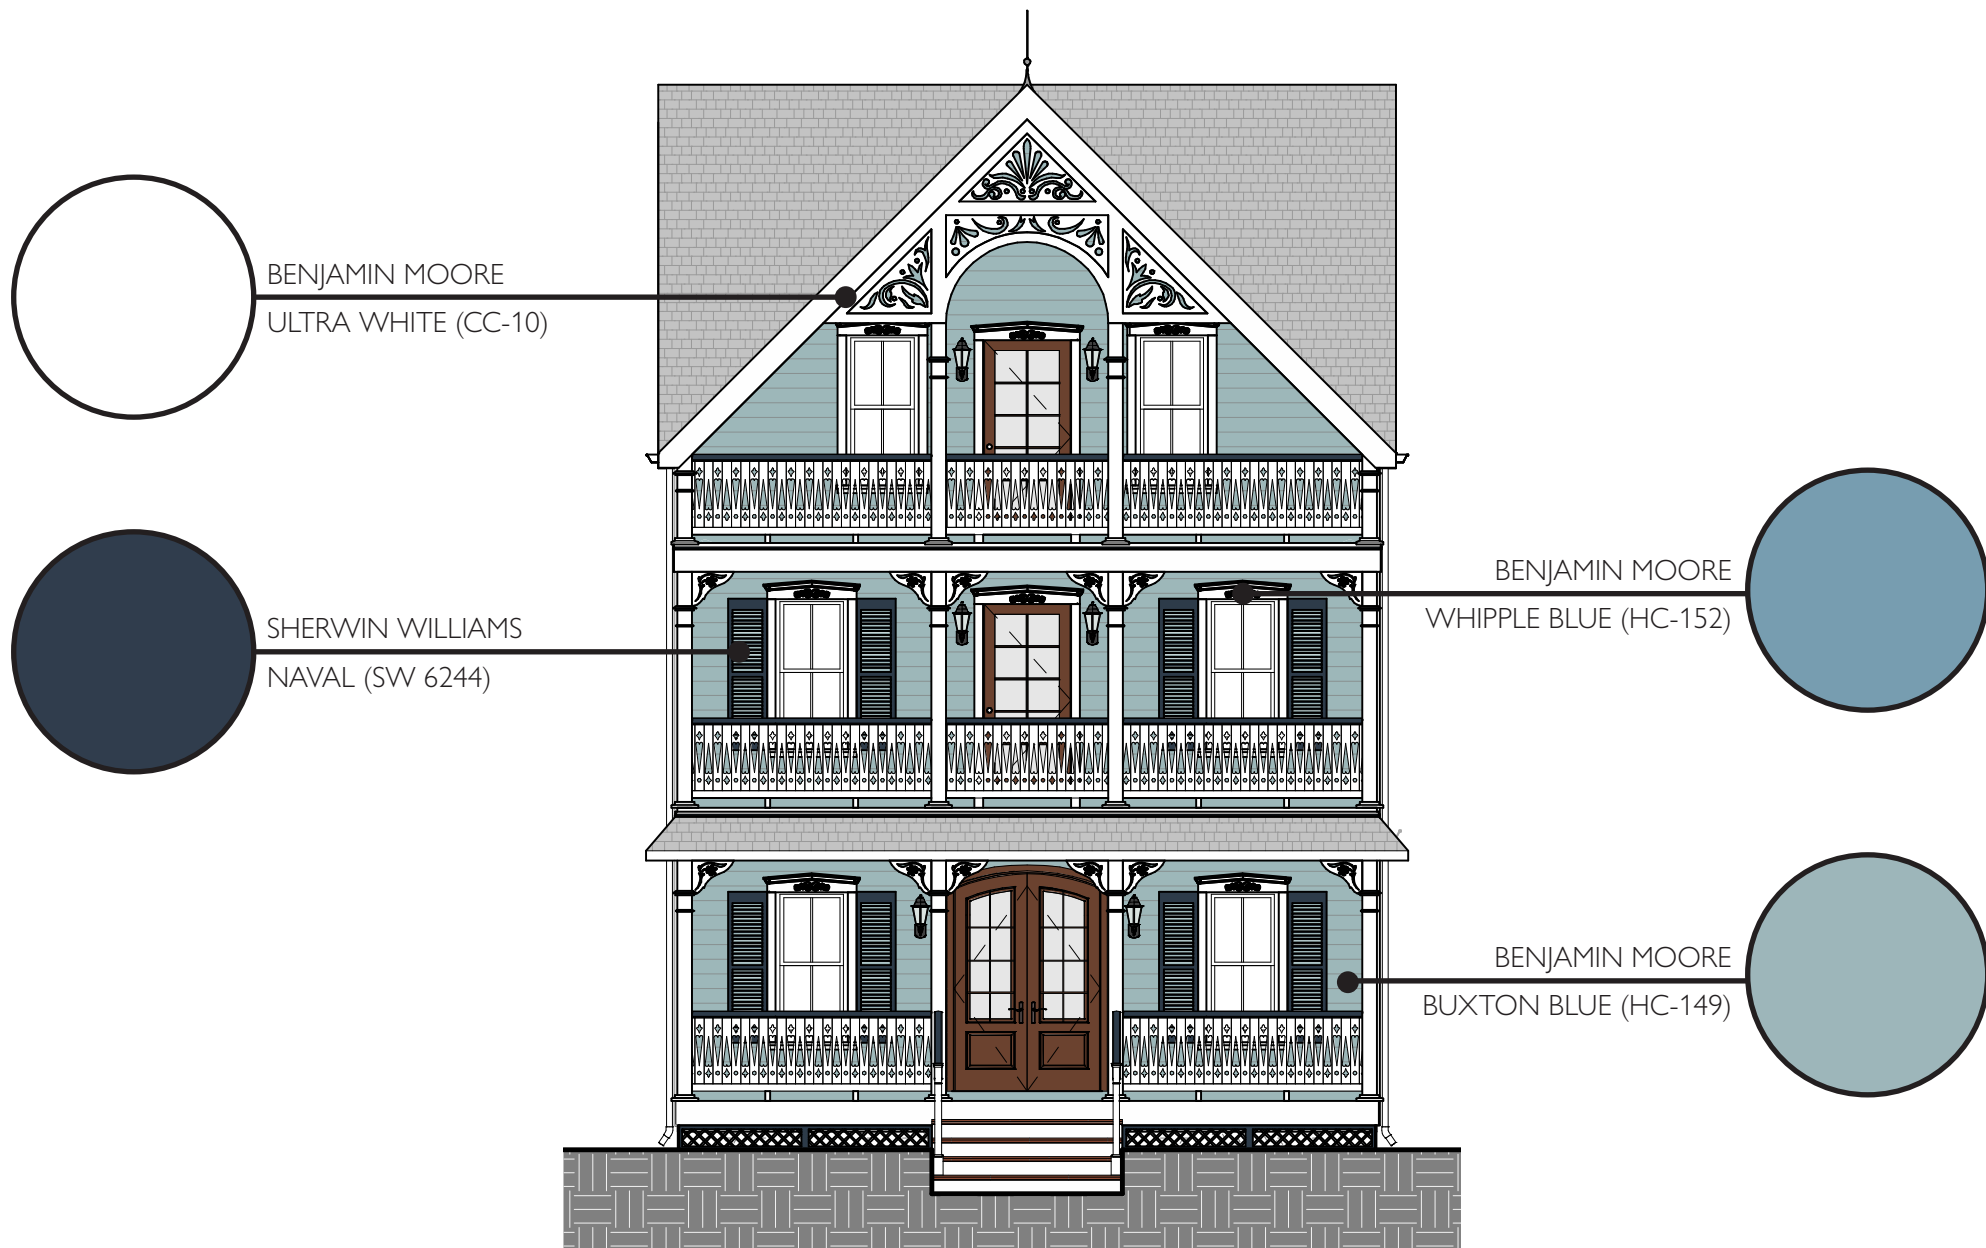 BENJAMIN MOORE
ULTRA WHITE (CC-10)
SHERWIN WILLIAMS
NAVAL (SW 6244)
BENJAMIN MOORE
WHIPPLE BLUE (HC-152)
BENJAMIN MOORE
BUXTON BLUE (HC-149)